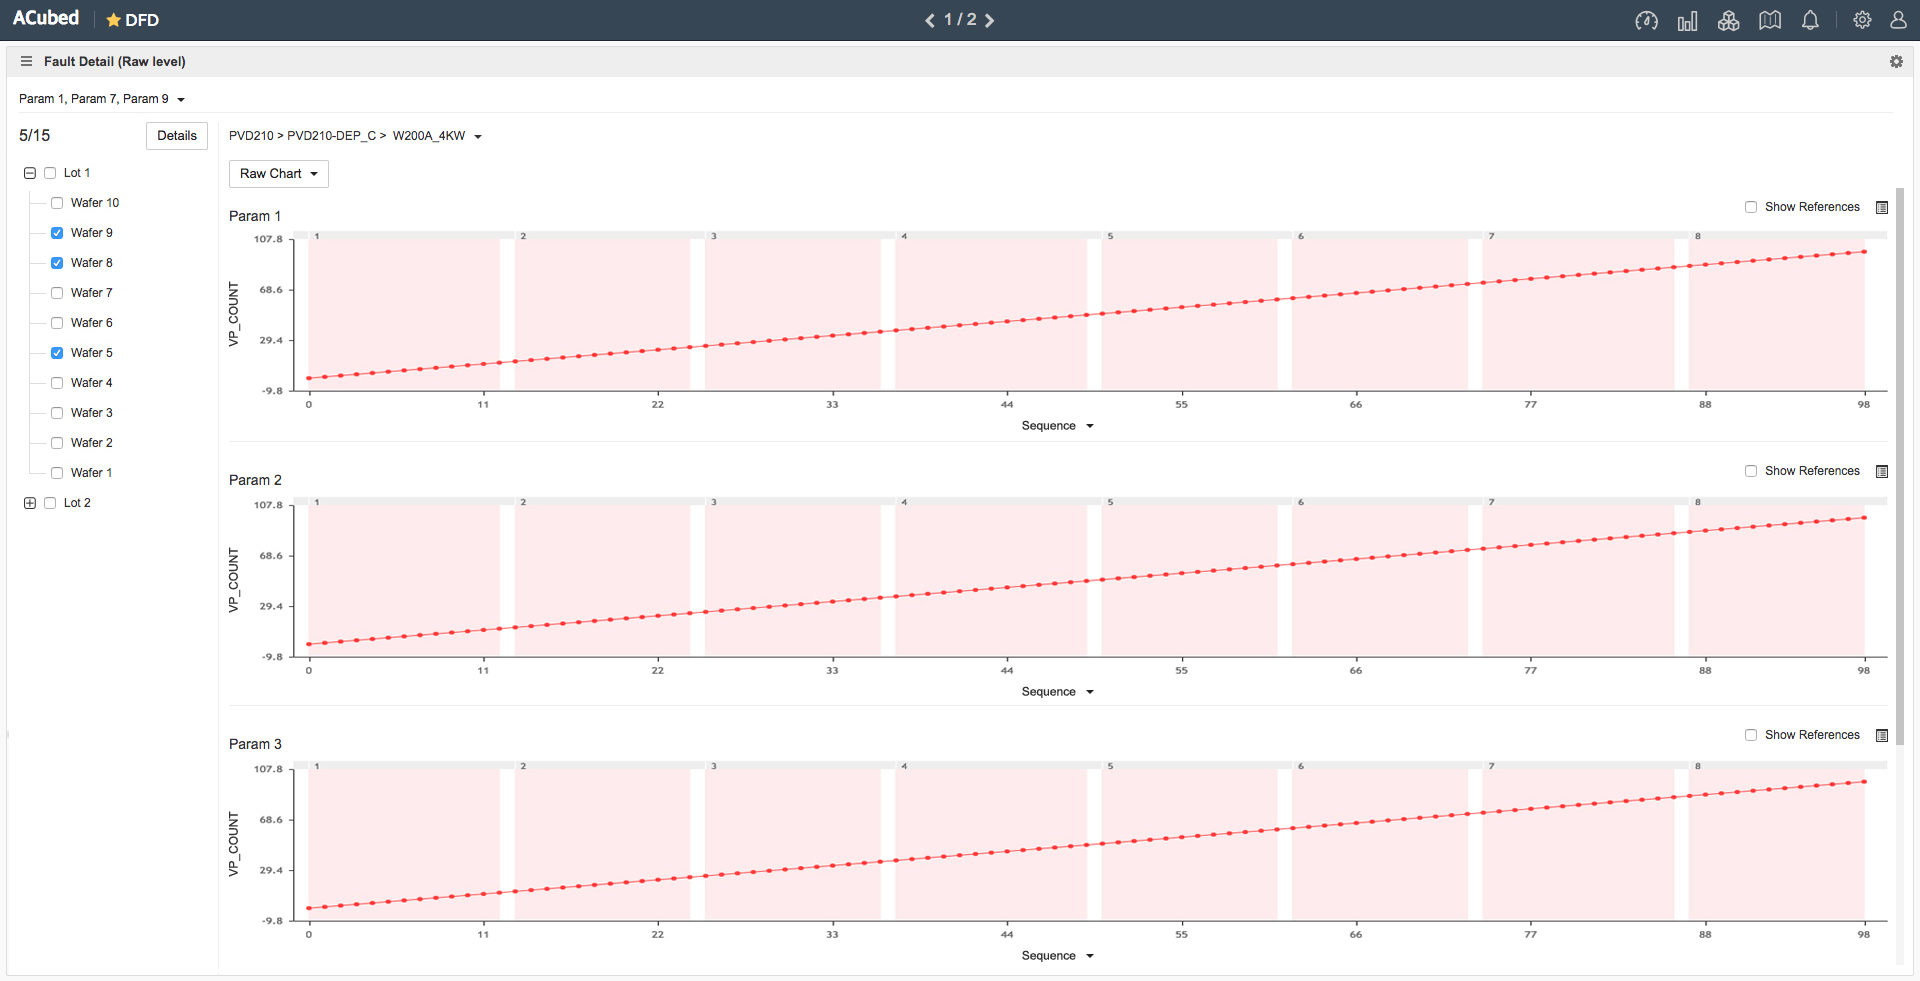 ACubed
DFD
1 / 2
Fault Detail (Raw level)
Param 1, Param 7, Param 9
5/15
Details
Lot 1
Wafer 10
Wafer 9
Wafer 8
Wafer 7
Wafer 6
Wafer 5
Wafer 4
Wafer 3
Wafer 2
Wafer 1
Lot 2
PVD210 > PVD210-DEP_C > W200A_4KW
Raw Chart
Param 1
Show References
1 2 3 4 5 6 7 8
107.8
68.6
29.4
-9.8
VP_COUNT
0 11 22 33 44 55 66 77 88 98
Sequence
Param 2
Show References
1 2 3 4 5 6 7 8
107.8
68.6
29.4
-9.8
VP_COUNT
0 11 22 33 44 55 66 77 88 98
Sequence
Param 3
Show References
1 2 3 4 5 6 7 8
107.8
68.6
29.4
-9.8
VP_COUNT
0 11 22 33 44 55 66 77 88 98
Sequence